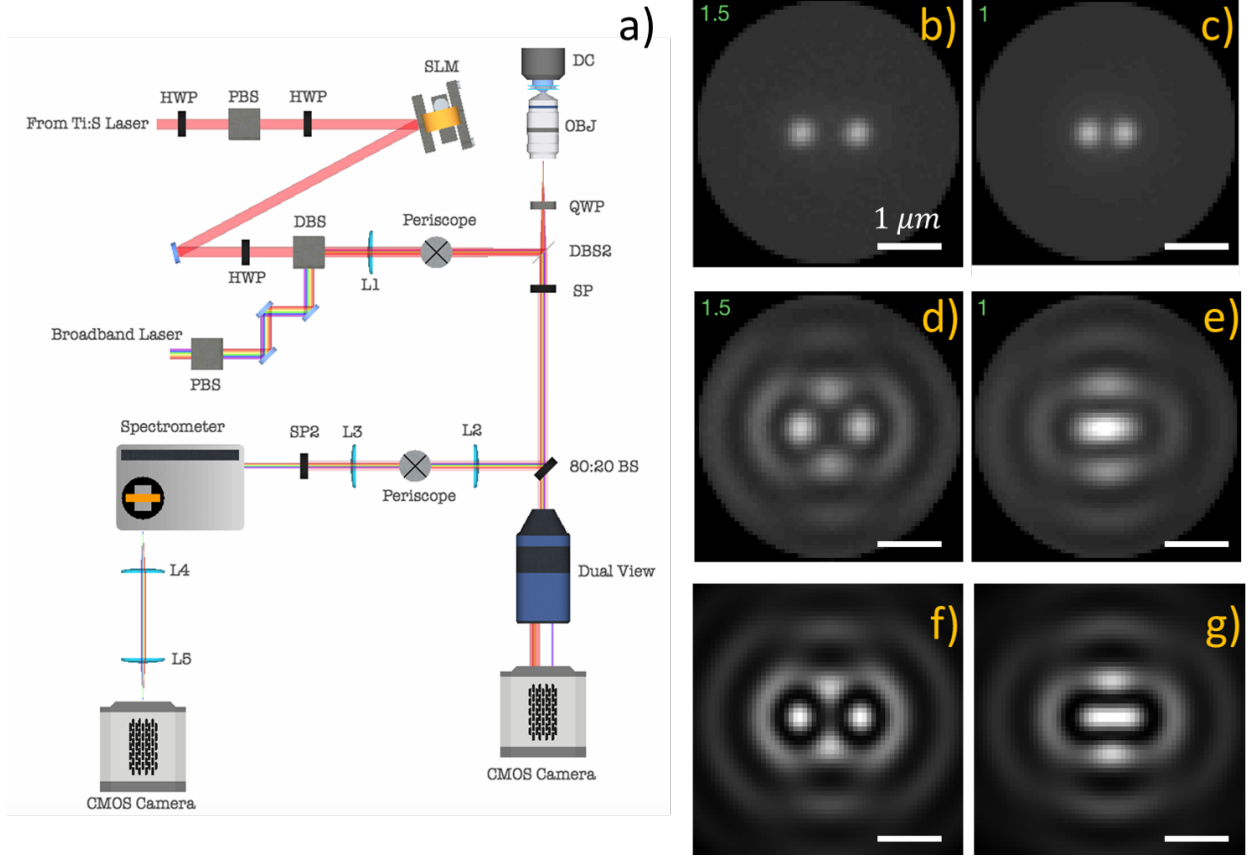 a)
DC
SLM
HWP
PBS
HWP
From Ti:S Laser
OBJ
QWP
Periscope
DBS
DBS2
HWP
L1
SP
Broadband Laser
PBS
Spectrometer
SP2
L3
L2
80:20 BS
Periscope
Dual View
L4
L5
CMOS Camera
CMOS Camera
1.5
b)
1 μm
1
c)
1.5
d)
1
e)
f)
g)